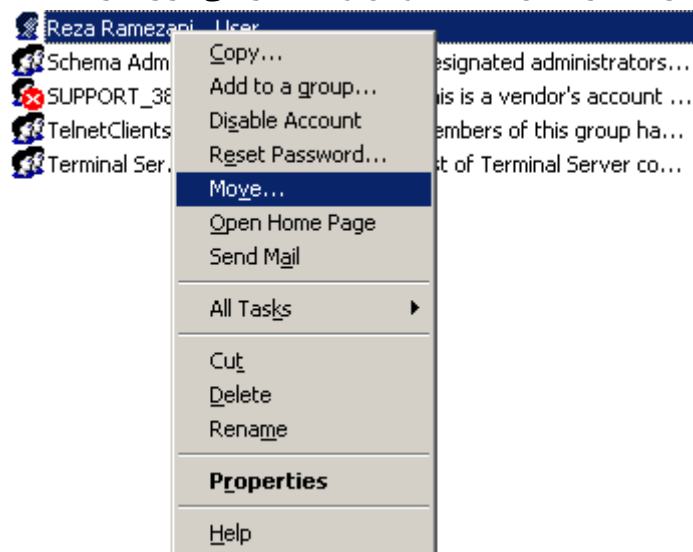 Reza Ramezani User
Schema Adm esignated administrators...
SUPPORT_38 is is a vendor's account ...
TelnetClients embers of this group ha...
Terminal Ser. st of Terminal Server co...
Copy...
Add to a group...
Disable Account
Reset Password...
Move...
Open Home Page
Send Mail
All Tasks
Cut
Delete
Rename
Properties
Help